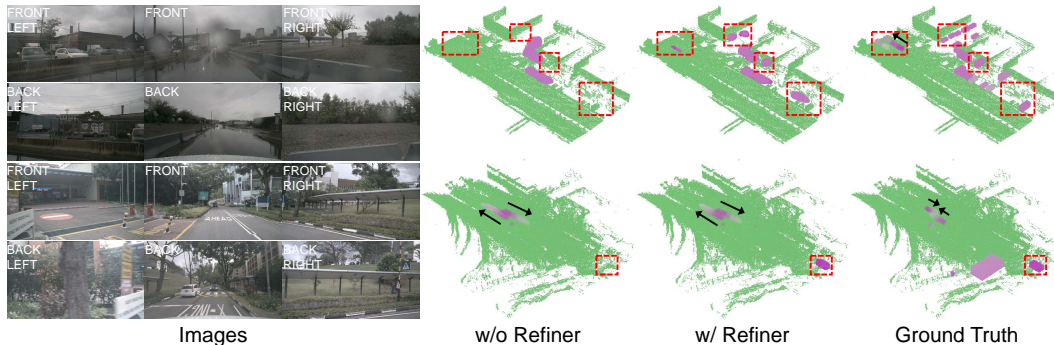 FRONT LEFT
FRONT
FRONT RIGHT
BACK LEFT
BACK
BACK RIGHT
FRONT LEFT
FRONT
FRONT RIGHT
AHEAD
BACK LEFT
BACK
BACK RIGHT
Images
w/o Refiner
w/ Refiner
Ground Truth